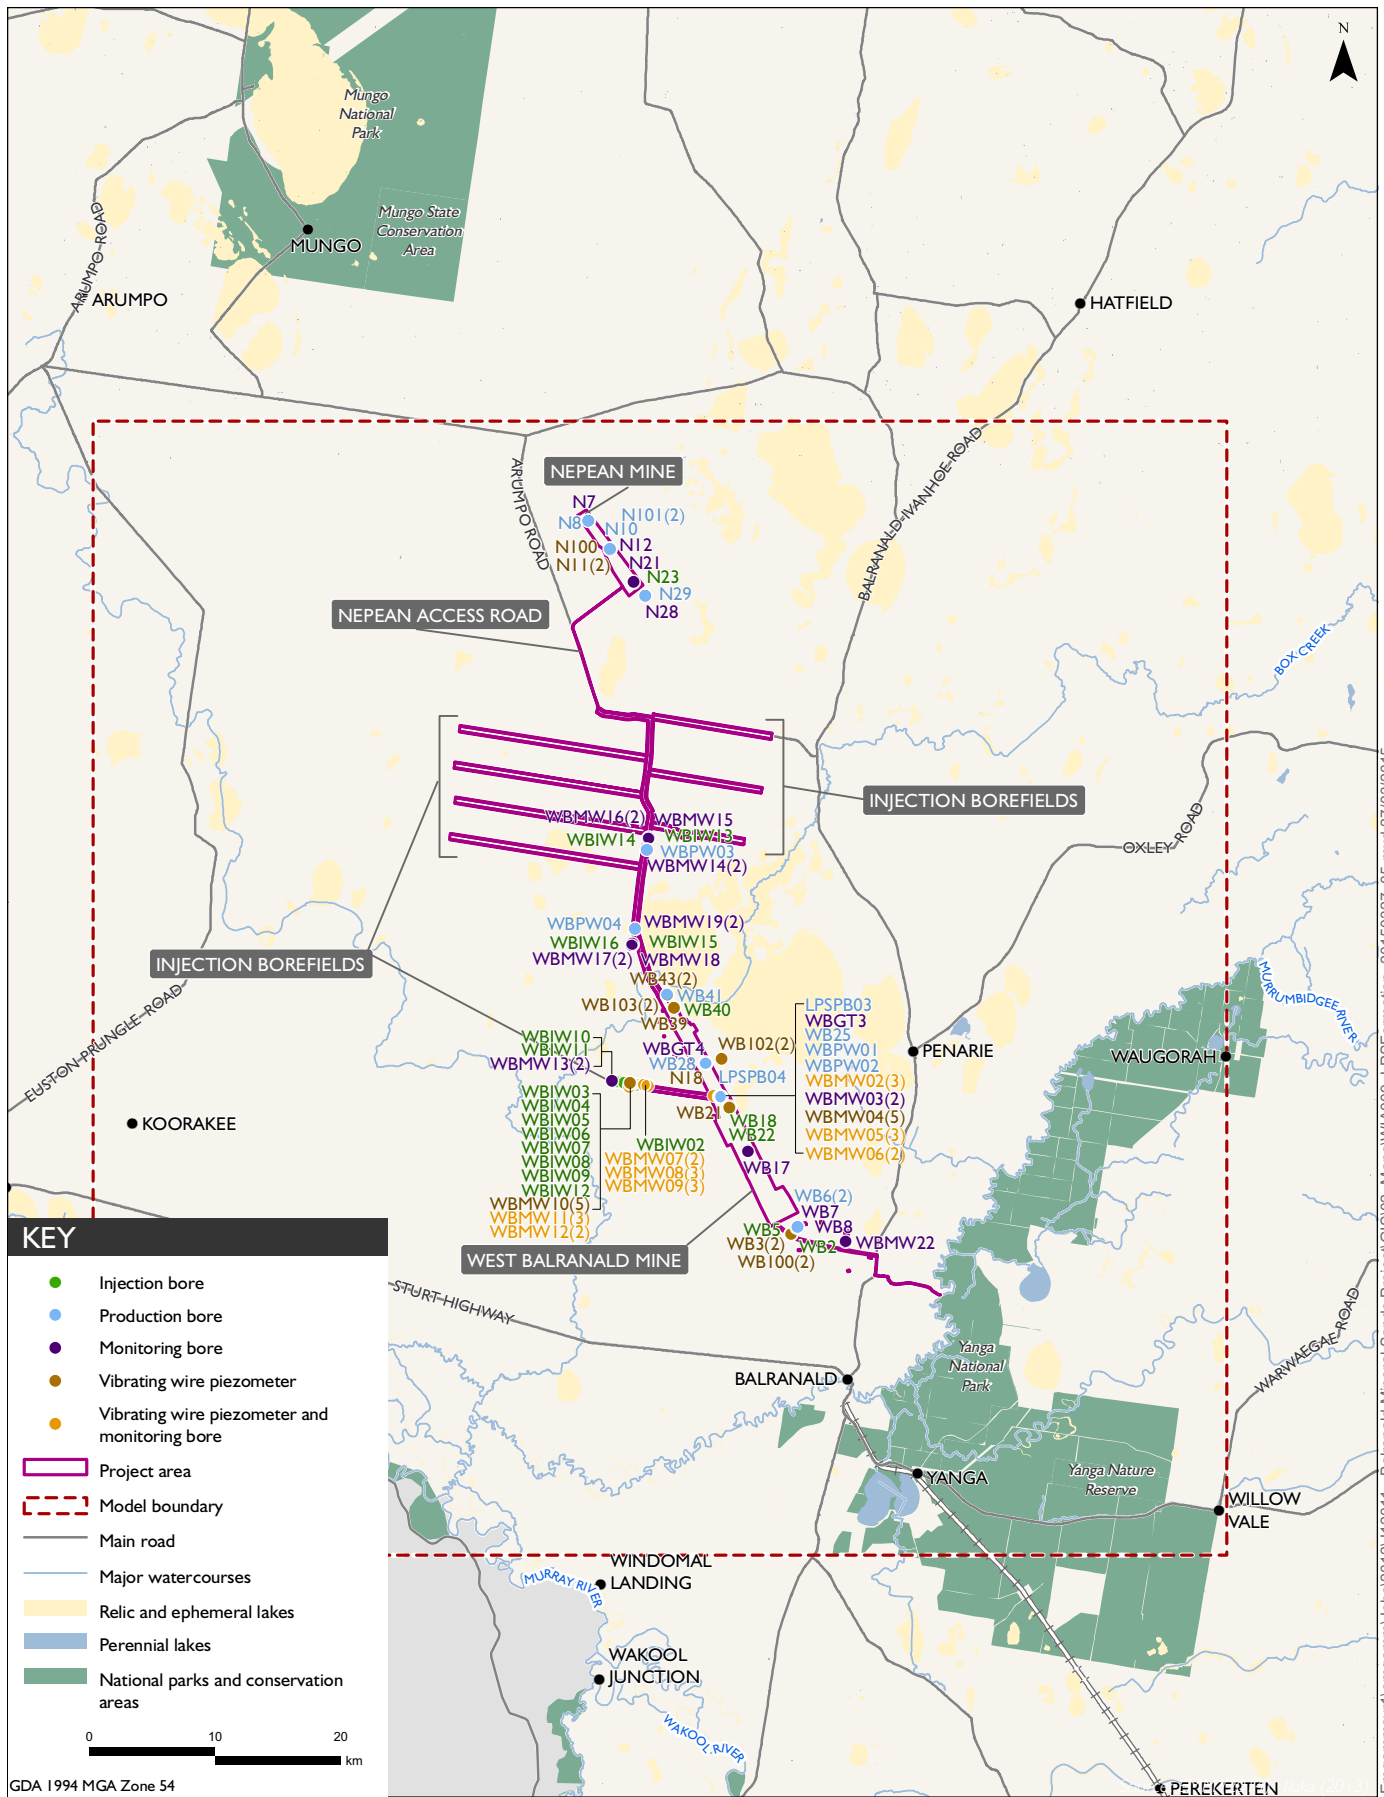 N
Mungo
National
Park
Mungo State
Conservation
Area
MUNGO
ARUMPO ROAD
ARUMPO
HATFIELD
BALRANALD-IVANHOE ROAD
ARUMPO ROAD
NEPEAN MINE
N7
N8
N101(2)
N10
N100
N12
N11(2)
N21
N23
N29
N28
NEPEAN ACCESS ROAD
BOX CREEK
INJECTION BOREFIELDS
WBMW16(2)
WBMW15
WBIW14
WBIW13
WBPW03
WBMW14(2)
OXLEY ROAD
WBPW04
WBMW19(2)
WBIW16
WBIW15
WBMW17(2)
WBMW18
INJECTION BOREFIELDS
EUSTON-PRUNGLE ROAD
WB43(2)
WB41
WB103(2)
WB40
WB39
MURRUMBIDGEE RIVER
LPSPB03
WBGT3
WB25
WBPW01
WBPW02
WBMW02(3)
WBMW03(2)
WBMW04(5)
WBMW05(3)
WBMW06(2)
WBIW10
WBIW11
WBMW13(2)
WBGT4
WB102(2)
WB28
N18
LPSPB04
PENARIE
WAUGORAH
KOORAKEE
WBIW03
WBIW04
WBIW05
WBIW06
WBIW07
WBIW08
WBIW09
WBIW12
WBMW10(5)
WBMW11(3)
WBMW12(2)
WBIW02
WBMW07(2)
WBMW08(3)
WBMW09(3)
WB21
WB18
WB22
WB17
WB6(2)
WB7
WB5
WB8
WB3(2)
WB2
WBMW22
WB100(2)
WEST BALRANALD MINE
STURT HIGHWAY
BALRANALD
Yanga
National
Park
WARWAEGAE ROAD
YANGA
Yanga Nature
Reserve
WILLOW
VALE
WINDOMAL
LANDING
MURRAY RIVER
WAKOOL
JUNCTION
WAKOOL RIVER
PEREKERTEN
KEY
Injection bore
Production bore
Monitoring bore
Vibrating wire piezometer
Vibrating wire piezometer and
monitoring bore
Project area
Model boundary
Main road
Major watercourses
Relic and ephemeral lakes
Perennial lakes
National parks and conservation
areas
0 10 20
km
GDA 1994 MGA Zone 54